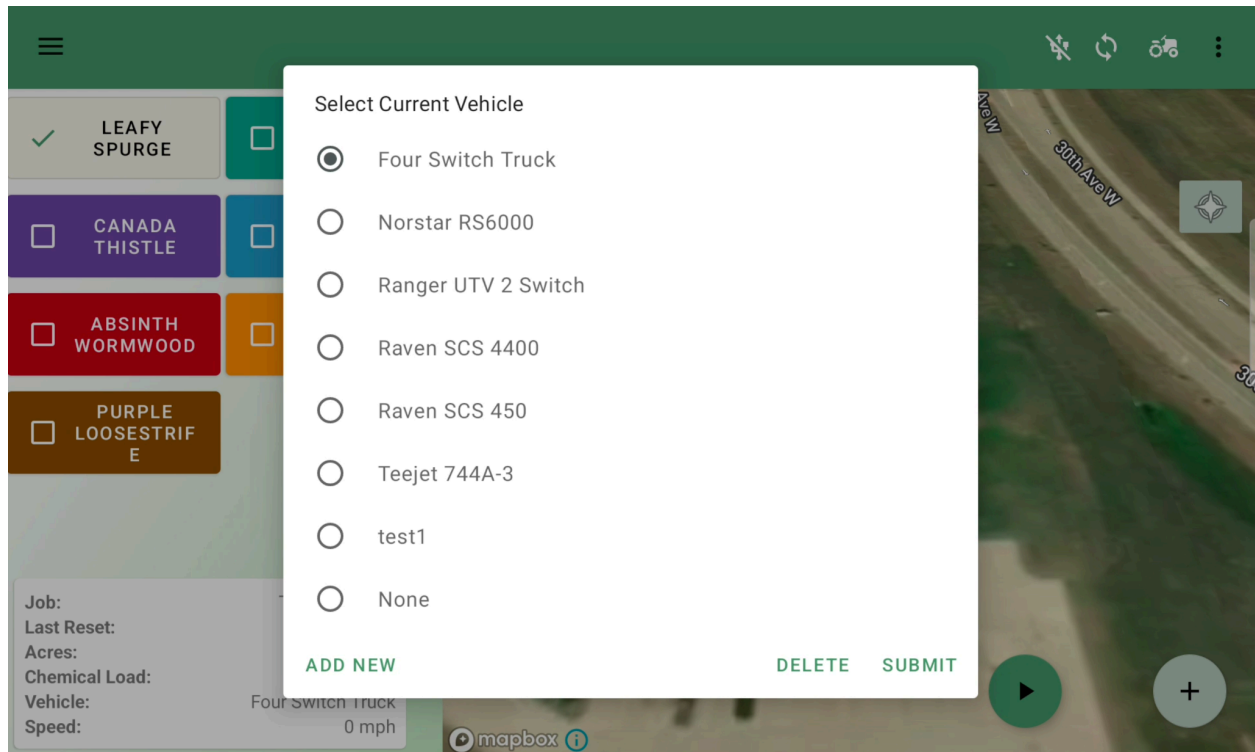 Select Current Vehicle
Four Switch Truck
Norstar RS6000
Ranger UTV 2 Switch
Raven SCS 4400
Raven SCS 450
Teejet 744A-3
test1
None
ADD NEW
DELETE
SUBMIT
LEAFY
SPURGE
CANADA
THISTLE
ABSINTH
WORMWOOD
PURPLE
LOOSESTRIF
E
Job:
Last Reset:
Acres:
Chemical Load:
Vehicle: Four Switch Truck
Speed: 0 mph
Ave W
30th Ave W
30
mapbox